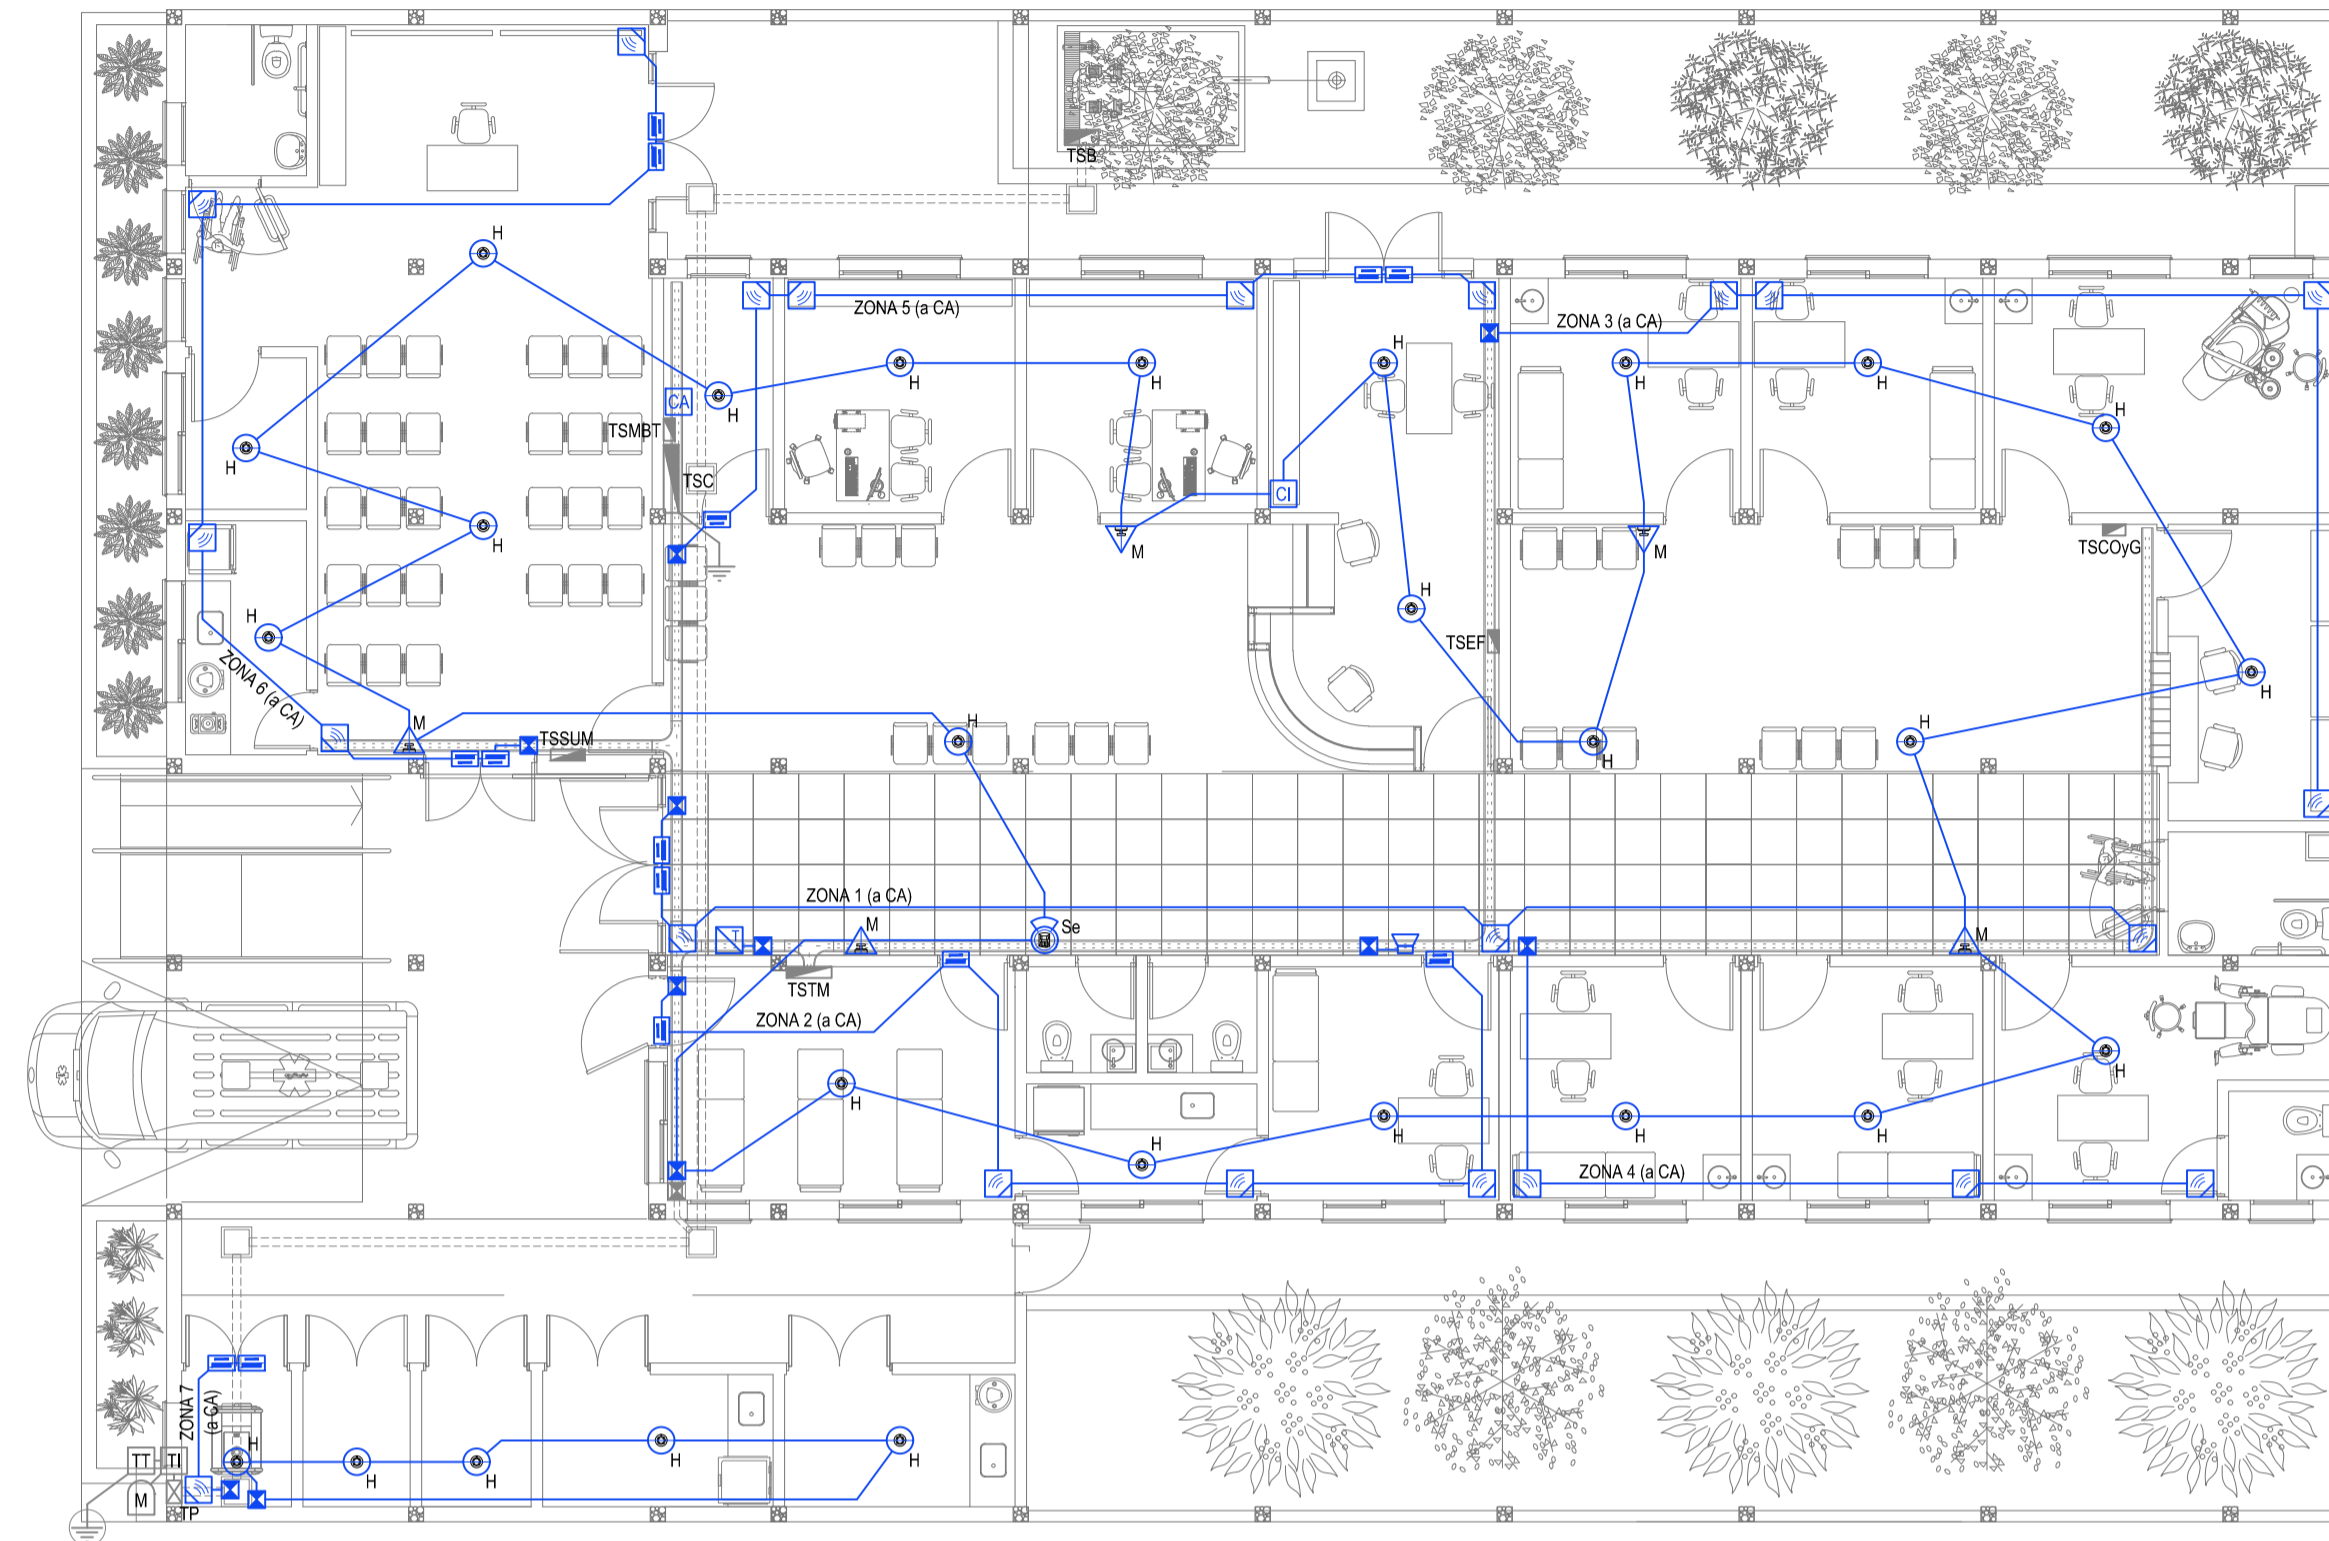 TSB
H
ZONA 5 (a CA)
ZONA 3 (a CA)
H
H
H
H
H
CA
H
H
TSMBT
H
TSC
CI
H
M
M
TSCOyG
H
H
TSEF
ZONA 6 (a CA)
H
M
TSSUM
H
H
H
ZONA 1 (a CA)
T
M
Se
M
TSTM
ZONA 2 (a CA)
H
H
H
H
H
H
ZONA 4 (a CA)
ZONA 7
(a CA)
H
TT
TI
H
H
H
H
M
TP